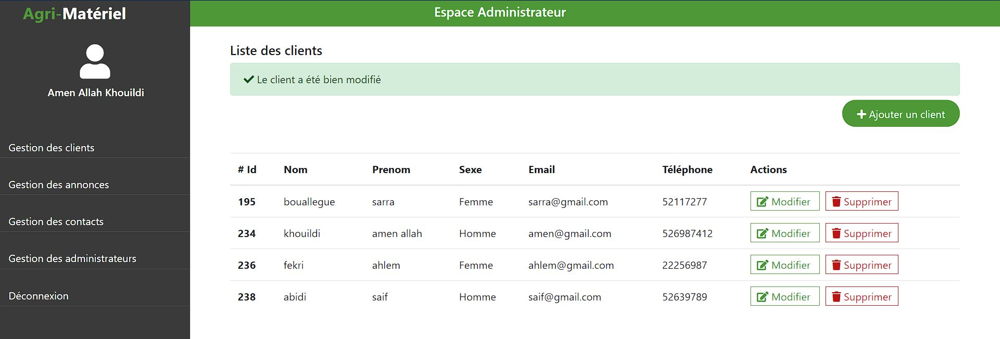 Agri-Matériel
Espace Administrateur
Amen Allah Khouildi
Gestion des clients
Gestion des annonces
Gestion des contacts
Gestion des administrateurs
Déconnexion
Liste des clients
Le client a été bien modifié
Ajouter un client
# Id Nom Prenom Sexe Email Téléphone Actions
195 bouallegue sarra Femme sarra@gmail.com 52117277 Modifier Supprimer
234 khouildi amen allah Homme amen@gmail.com 526987412 Modifier Supprimer
236 fekri ahlem Femme ahlem@gmail.com 22256987 Modifier Supprimer
238 abidi saif Homme saif@gmail.com 52639789 Modifier Supprimer